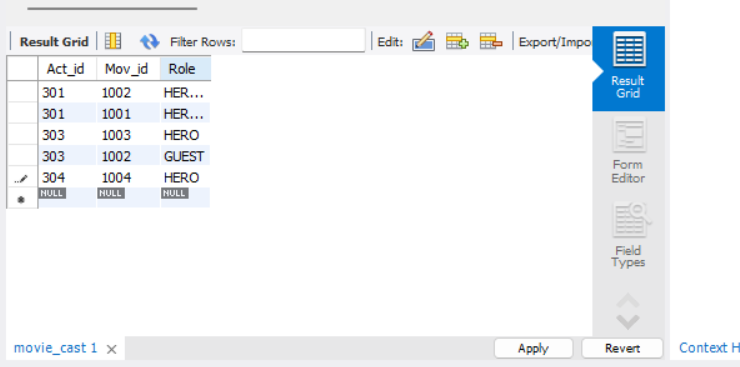 Result Grid Filter Rows: Edit: Export/Impo
Act_id Mov_id Role
301 1002 HER...
301 1001 HER...
303 1003 HERO
303 1002 GUEST
304 1004 HERO
NULL NULL NULL
Result
Grid
Form
Editor
Field
Types
movie_cast 1 Apply Revert Context H